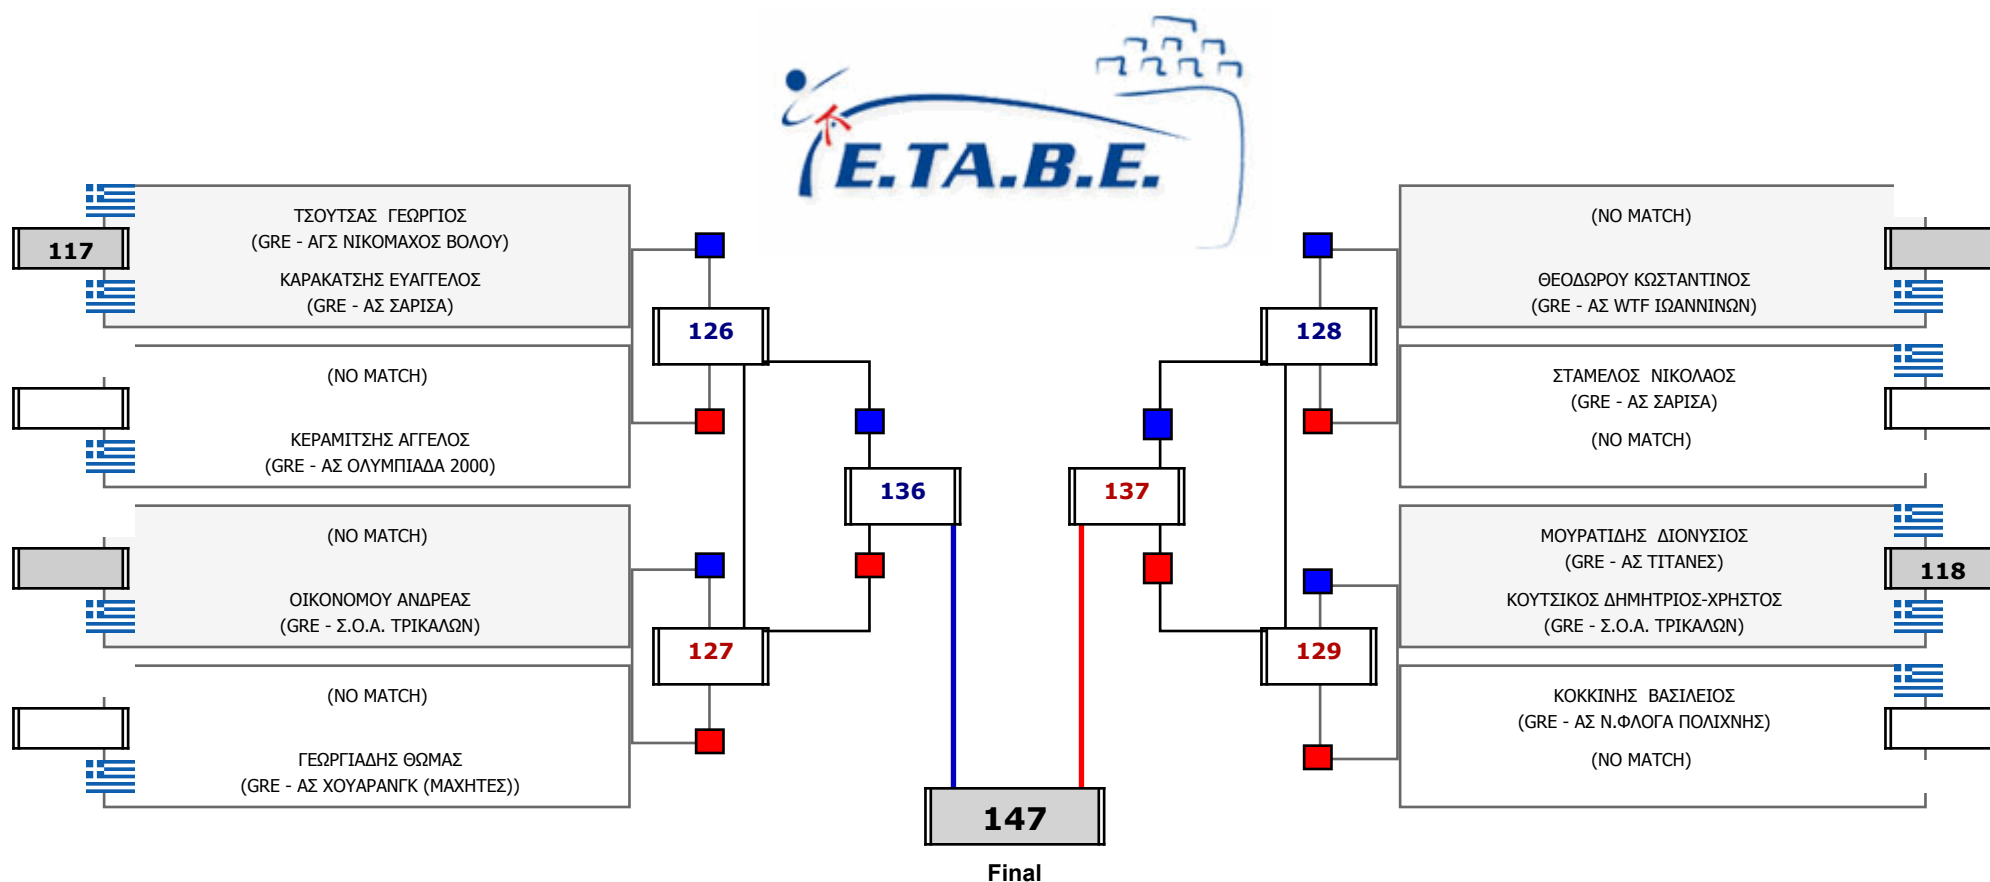 E.TA.B.E.
117
ΤΣΟΥΤΣΑΣ ΓΕΩΡΓΙΟΣ
(GRE - ΑΓΣ ΝΙΚΟΜΑΧΟΣ ΒΟΛΟΥ)
ΚΑΡΑΚΑΤΣΗΣ ΕΥΑΓΓΕΛΟΣ
(GRE - ΑΣ ΣΑΡΙΣΑ)
(NO MATCH)
ΚΕΡΑΜΙΤΣΗΣ ΑΓΓΕΛΟΣ
(GRE - ΑΣ ΟΛΥΜΠΙΑΔΑ 2000)
(NO MATCH)
ΟΙΚΟΝΟΜΟΥ ΑΝΔΡΕΑΣ
(GRE - Σ.Ο.Α. ΤΡΙΚΑΛΩΝ)
(NO MATCH)
ΓΕΩΡΓΙΑΔΗΣ ΘΩΜΑΣ
(GRE - ΑΣ ΧΟΥΑΡΑΝΓΚ (ΜΑΧΗΤΕΣ))
126
127
136
137
128
129
(NO MATCH)
ΘΕΟΔΩΡΟΥ ΚΩΣΤΑΝΤΙΝΟΣ
(GRE - ΑΣ WTF ΙΩΑΝΝΙΝΩΝ)
ΣΤΑΜΕΛΟΣ ΝΙΚΟΛΑΟΣ
(GRE - ΑΣ ΣΑΡΙΣΑ)
(NO MATCH)
ΜΟΥΡΑΤΙΔΗΣ ΔΙΟΝΥΣΙΟΣ
(GRE - ΑΣ ΤΙΤΑΝΕΣ)
ΚΟΥΤΣΙΚΟΣ ΔΗΜΗΤΡΙΟΣ-ΧΡΗΣΤΟΣ
(GRE - Σ.Ο.Α. ΤΡΙΚΑΛΩΝ)
118
ΚΟΚΚΙΝΗΣ ΒΑΣΙΛΕΙΟΣ
(GRE - ΑΣ Ν.ΦΛΟΓΑ ΠΟΛΙΧΝΗΣ)
(NO MATCH)
147
Final